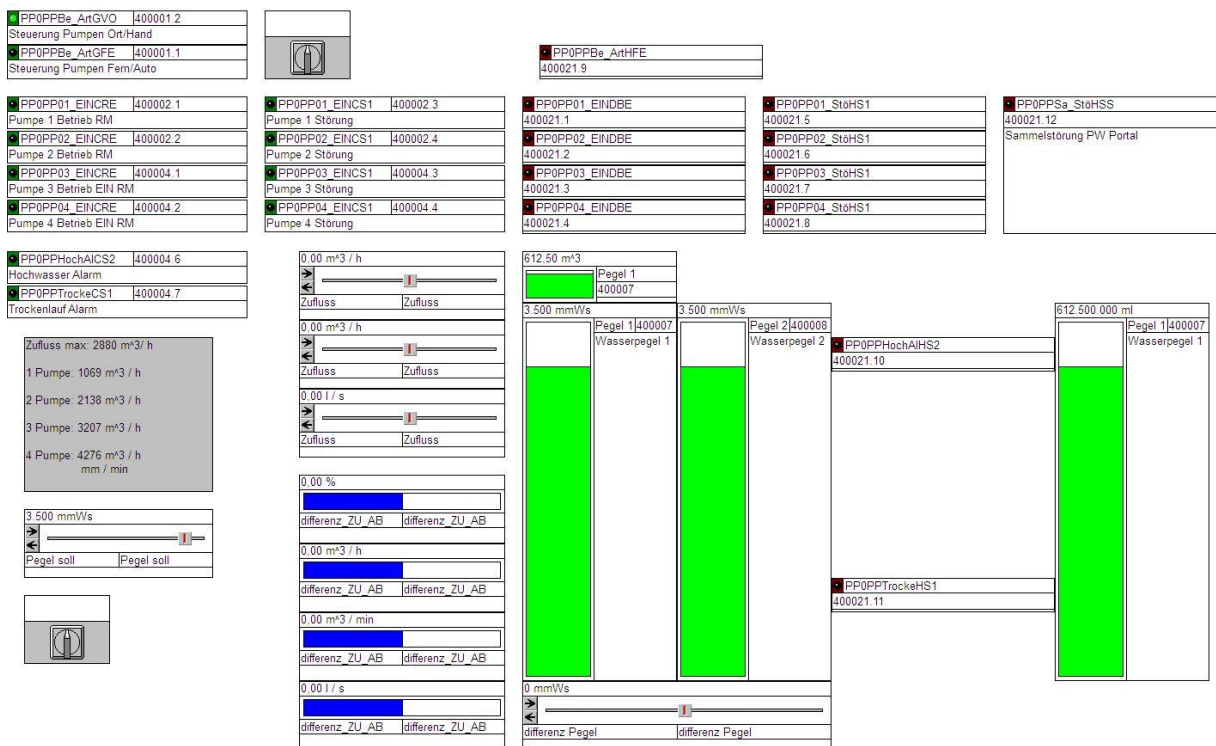 PP0PPBe_ArtGVO 400001.2
Steuerung Pumpen Ort/Hand
PP0PPBe_ArtGFE 400001.1
Steuerung Pumpen Fern/Auto
PP0PPBe_ArtHFE
400021.9
PP0PP01_EINCRE 400002.1
Pumpe 1 Betrieb RM
PP0PP02_EINCRE 400002.2
Pumpe 2 Betrieb RM
PP0PP03_EINCRE 400004.1
Pumpe 3 Betrieb EIN RM
PP0PP04_EINCRE 400004.2
Pumpe 4 Betrieb EIN RM
PP0PP01_EINCS1 400002.3
Pumpe 1 Störung
PP0PP02_EINCS1 400002.4
Pumpe 2 Störung
PP0PP03_EINCS1 400004.3
Pumpe 3 Störung
PP0PP04_EINCS1 400004.4
Pumpe 4 Störung
PP0PP01_EINDBE
400021.1
PP0PP02_EINDBE
400021.2
PP0PP03_EINDBE
400021.3
PP0PP04_EINDBE
400021.4
PP0PP01_StöHS1
400021.5
PP0PP02_StöHS1
400021.6
PP0PP03_StöHS1
400021.7
PP0PP04_StöHS1
400021.8
PP0PPSa_StöHSS
400021.12
Sammelstörung PW Portal
PP0PPHochAlCS2 400004.6
Hochwasser Alarm
PP0PPTrockeCS1 400004.7
Trockenlauf Alarm
Zufluss max: 2880 m^3/ h
1 Pumpe: 1069 m^3 / h
2 Pumpe: 2138 m^3 / h
3 Pumpe: 3207 m^3 / h
4 Pumpe: 4276 m^3 / h
mm / min
3.500 mmWs
Pegel soll Pegel soll
0,00 m^3 / h
Zufluss Zufluss
0,00 m^3 / h
Zufluss Zufluss
0,00 l / s
Zufluss Zufluss
0,00 %
differenz_ZU_AB differenz_ZU_AB
0,00 m^3 / h
differenz_ZU_AB differenz_ZU_AB
0,00 m^3 / min
differenz_ZU_AB differenz_ZU_AB
0,00 l / s
differenz_ZU_AB differenz_ZU_AB
612,50 m^3
Pegel 1
400007
3.500 mmWs
Pegel 1 400007
Wasserpegel 1
3.500 mmWs
Pegel 2 400008
Wasserpegel 2
0 mmWs
differenz Pegel differenz Pegel
PP0PPHochAlHS2
400021.10
PP0PPTrockeHS1
400021.11
612.500.000 ml
Pegel 1 400007
Wasserpegel 1